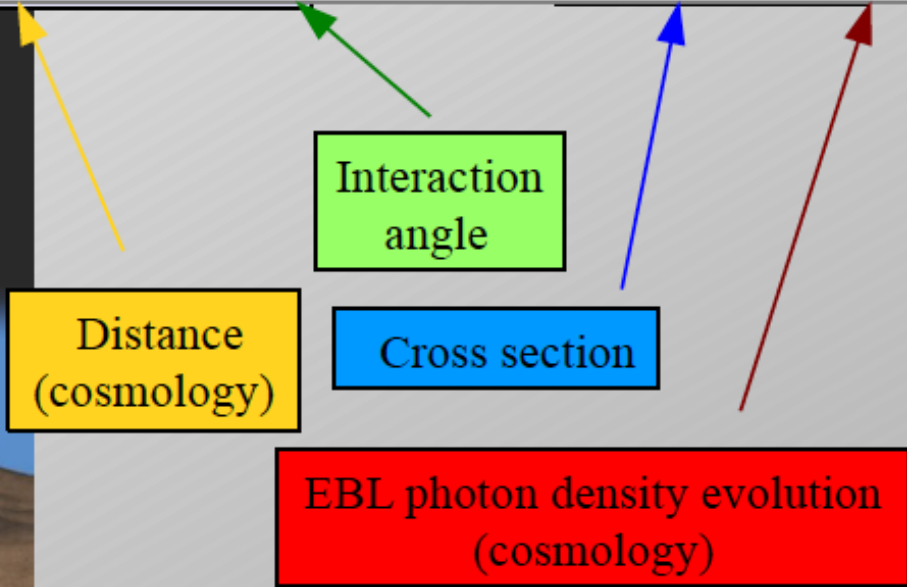 Interaction
angle
Distance
(cosmology)
Cross section
EBL photon density evolution
(cosmology)